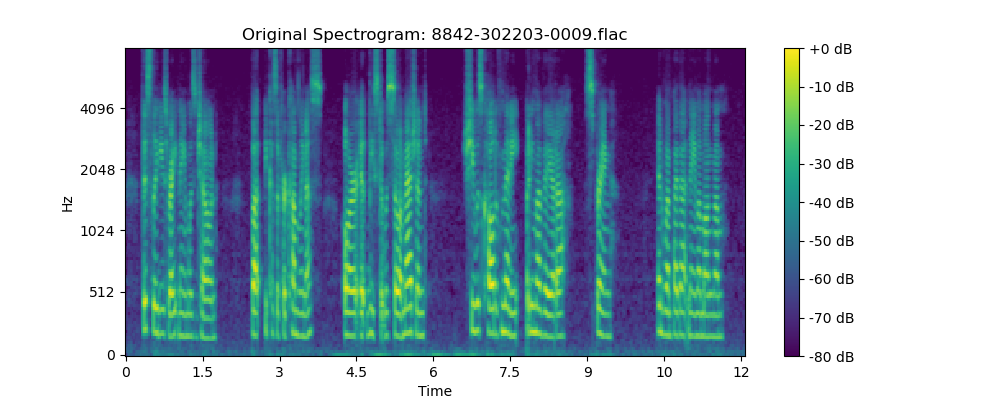 Original Spectrogram: 8842-302203-0009.flac
Hz
4096
2048
1024
512
0
0 1.5 3 4.5 6 7.5 9 10 12
Time
+0 dB
-10 dB
-20 dB
-30 dB
-40 dB
-50 dB
-60 dB
-70 dB
-80 dB